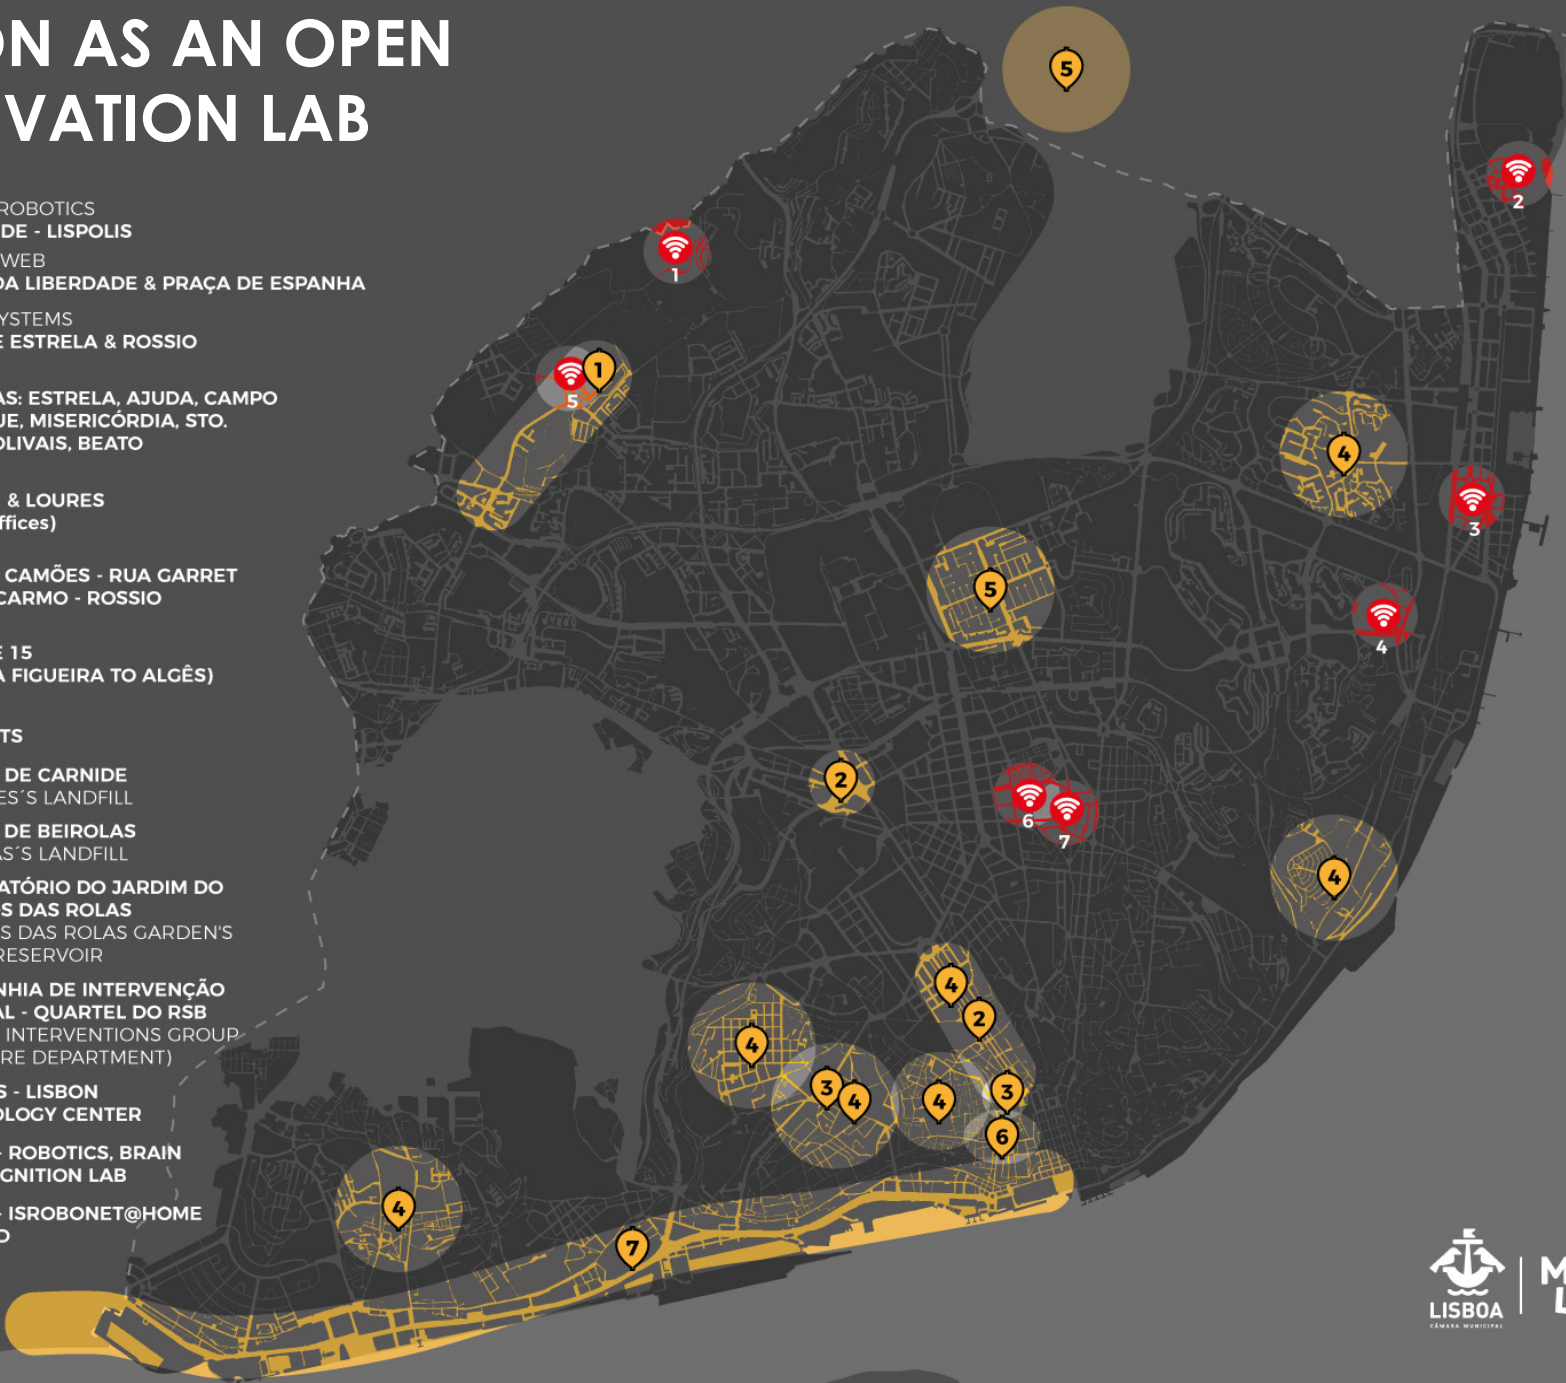 ON AS AN OPEN
VATION LAB
ROBOTICS
DE - LISPOLIS
WEB
DA LIBERDADE & PRAÇA DE ESPANHA
YSTEMS
E ESTRELA & ROSSIO
AS: ESTRELA, AJUDA, CAMPO
UE, MISERICÓRDIA, STO.
OLIVAIS, BEATO
& LOURES
ffices)
CAMÕES - RUA GARRET
CARMO - ROSSIO
E 15
A FIGUEIRA TO ALGÊS)
TS
DE CARNIDE
ES´S LANDFILL
DE BEIROLAS
AS´S LANDFILL
ATÓRIO DO JARDIM DO
S DAS ROLAS
S DAS ROLAS GARDEN'S
RESERVOIR
NHIA DE INTERVENÇÃO
AL - QUARTEL DO RSB
INTERVENTIONS GROUP
RE DEPARTMENT)
S - LISBON
OLOGY CENTER
- ROBOTICS, BRAIN
GNITION LAB
- ISROBONET@HOME
O
5
2
1
1
5
4
3
5
4
2
6
7
4
4
2
4
3
4
4
3
6
4
7
LISBOA
CÂMARA MUNICIPAL
M
L